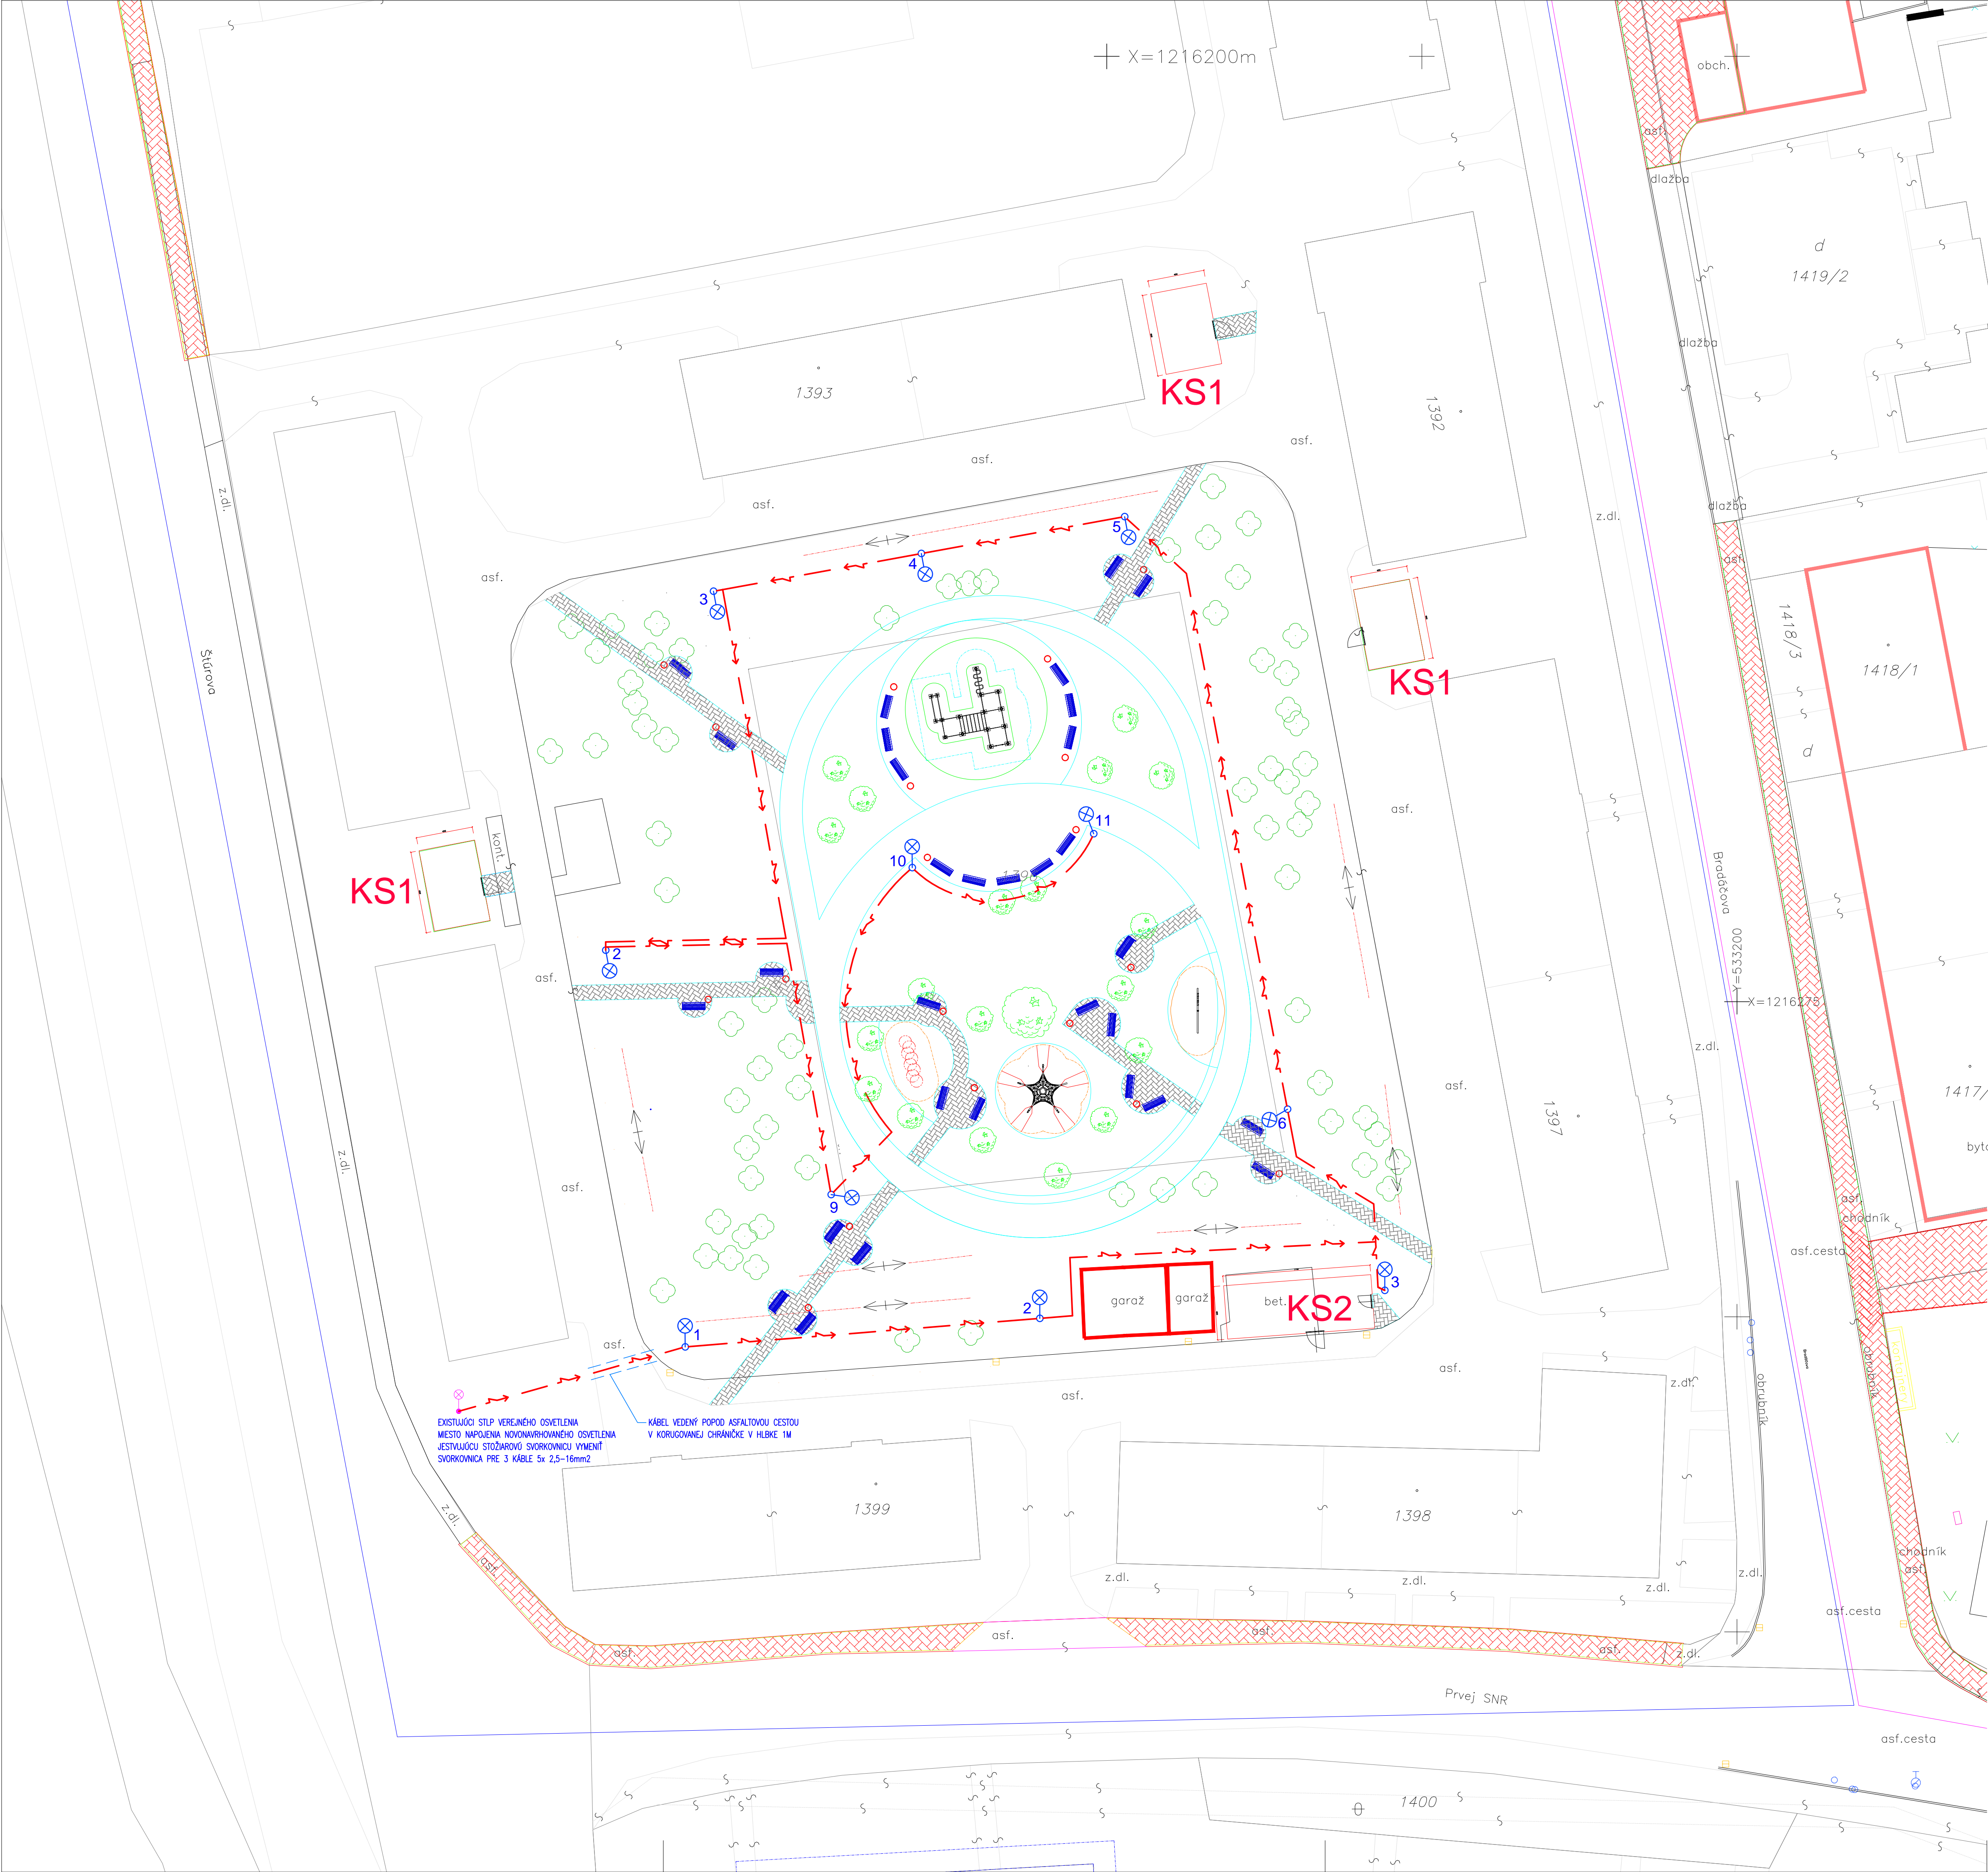 X=1216200m
obch.
asf.
dlažba
d
1419/2
dlažba
KS1
1393
1392
asf.
asf.
asf.
z.dl.
dlažba
z.dl.
5
asf.
4
asf.
3
1418/3
1418/1
Štúrova
KS1
d
asf.
11
kont.
10
1396
KS1
Bradáčova
2
Y=533200
asf.
X=1216275
z.dl.
asf.
1417/
6
1397
z.dl.
asf.
asf.
chodník
9
asf.cesta
3
garaž
garaž
bet.
KS2
2
1
asf.
asf.
asf.
z.dl.
obrubník
obrubník
EXISTUJÚCI STLP VEREJNÉHO OSVETLENIA
MIESTO NAPOJENIA NOVONAVRHOVANÉHO OSVETLENIA
JESTVUJÚCU STOŽIAROVÚ SVORKOVNICU VYMENIŤ
SVORKOVNICA PRE 3 KÁBLE 5x 2,5-16mm2
KÁBEL VEDENÝ POPOD ASFALTOVOU CESTOU
V KORUGOVANEJ CHRÁNIČKE V HLBKE 1M
1399
1398
z.dl.
asf.
chodník
asf.
z.dl.
z.dl.
z.dl.
z.dl.
asf.cesta
asf.
asf.
asf.
asf.
z.dl.
Prvej SNR
asf.cesta
1400